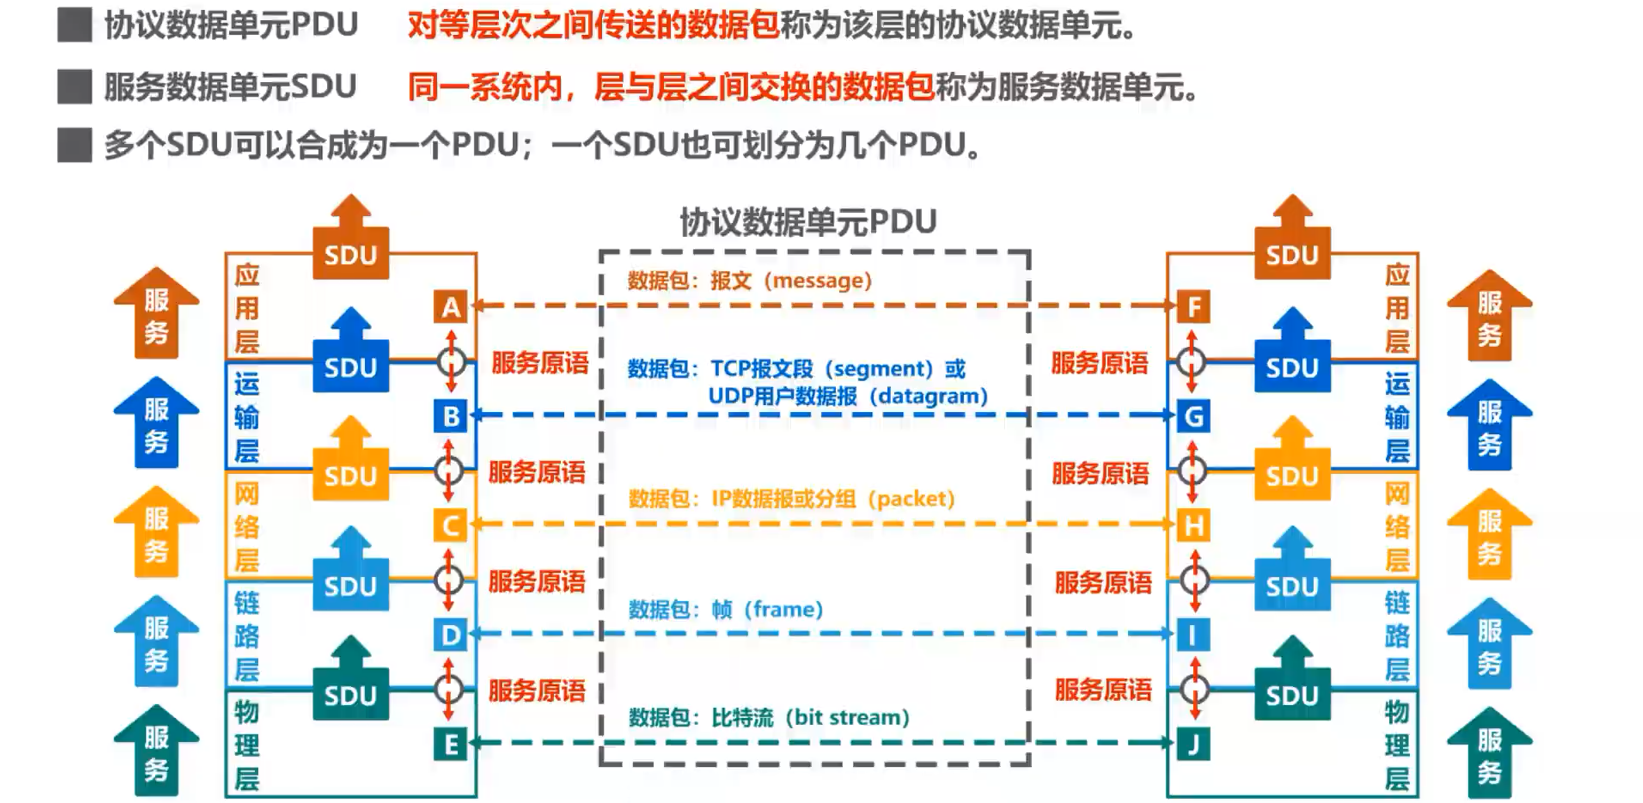 协议数据单元PDU 对等层次之间传送的数据包称为该层的协议数据单元。
服务数据单元SDU 同一系统内，层与层之间交换的数据包称为服务数据单元。
多个SDU可以合成为一个PDU；一个SDU也可划分为几个PDU。
协议数据单元PDU
服务
应用层
SDU
A
数据包：报文（message）
F
SDU
应用层
服务
服务原语
服务原语
服务
运输层
SDU
B
数据包：TCP报文段（segment）或
UDP用户数据报（datagram）
G
SDU
运输层
服务
服务原语
服务原语
服务
网络层
SDU
C
数据包：IP数据报或分组（packet）
H
SDU
网络层
服务
服务原语
服务原语
服务
链路层
SDU
D
数据包：帧（frame）
I
SDU
链路层
服务
服务原语
服务原语
服务
物理层
SDU
E
数据包：比特流（bit stream）
J
SDU
物理层
服务